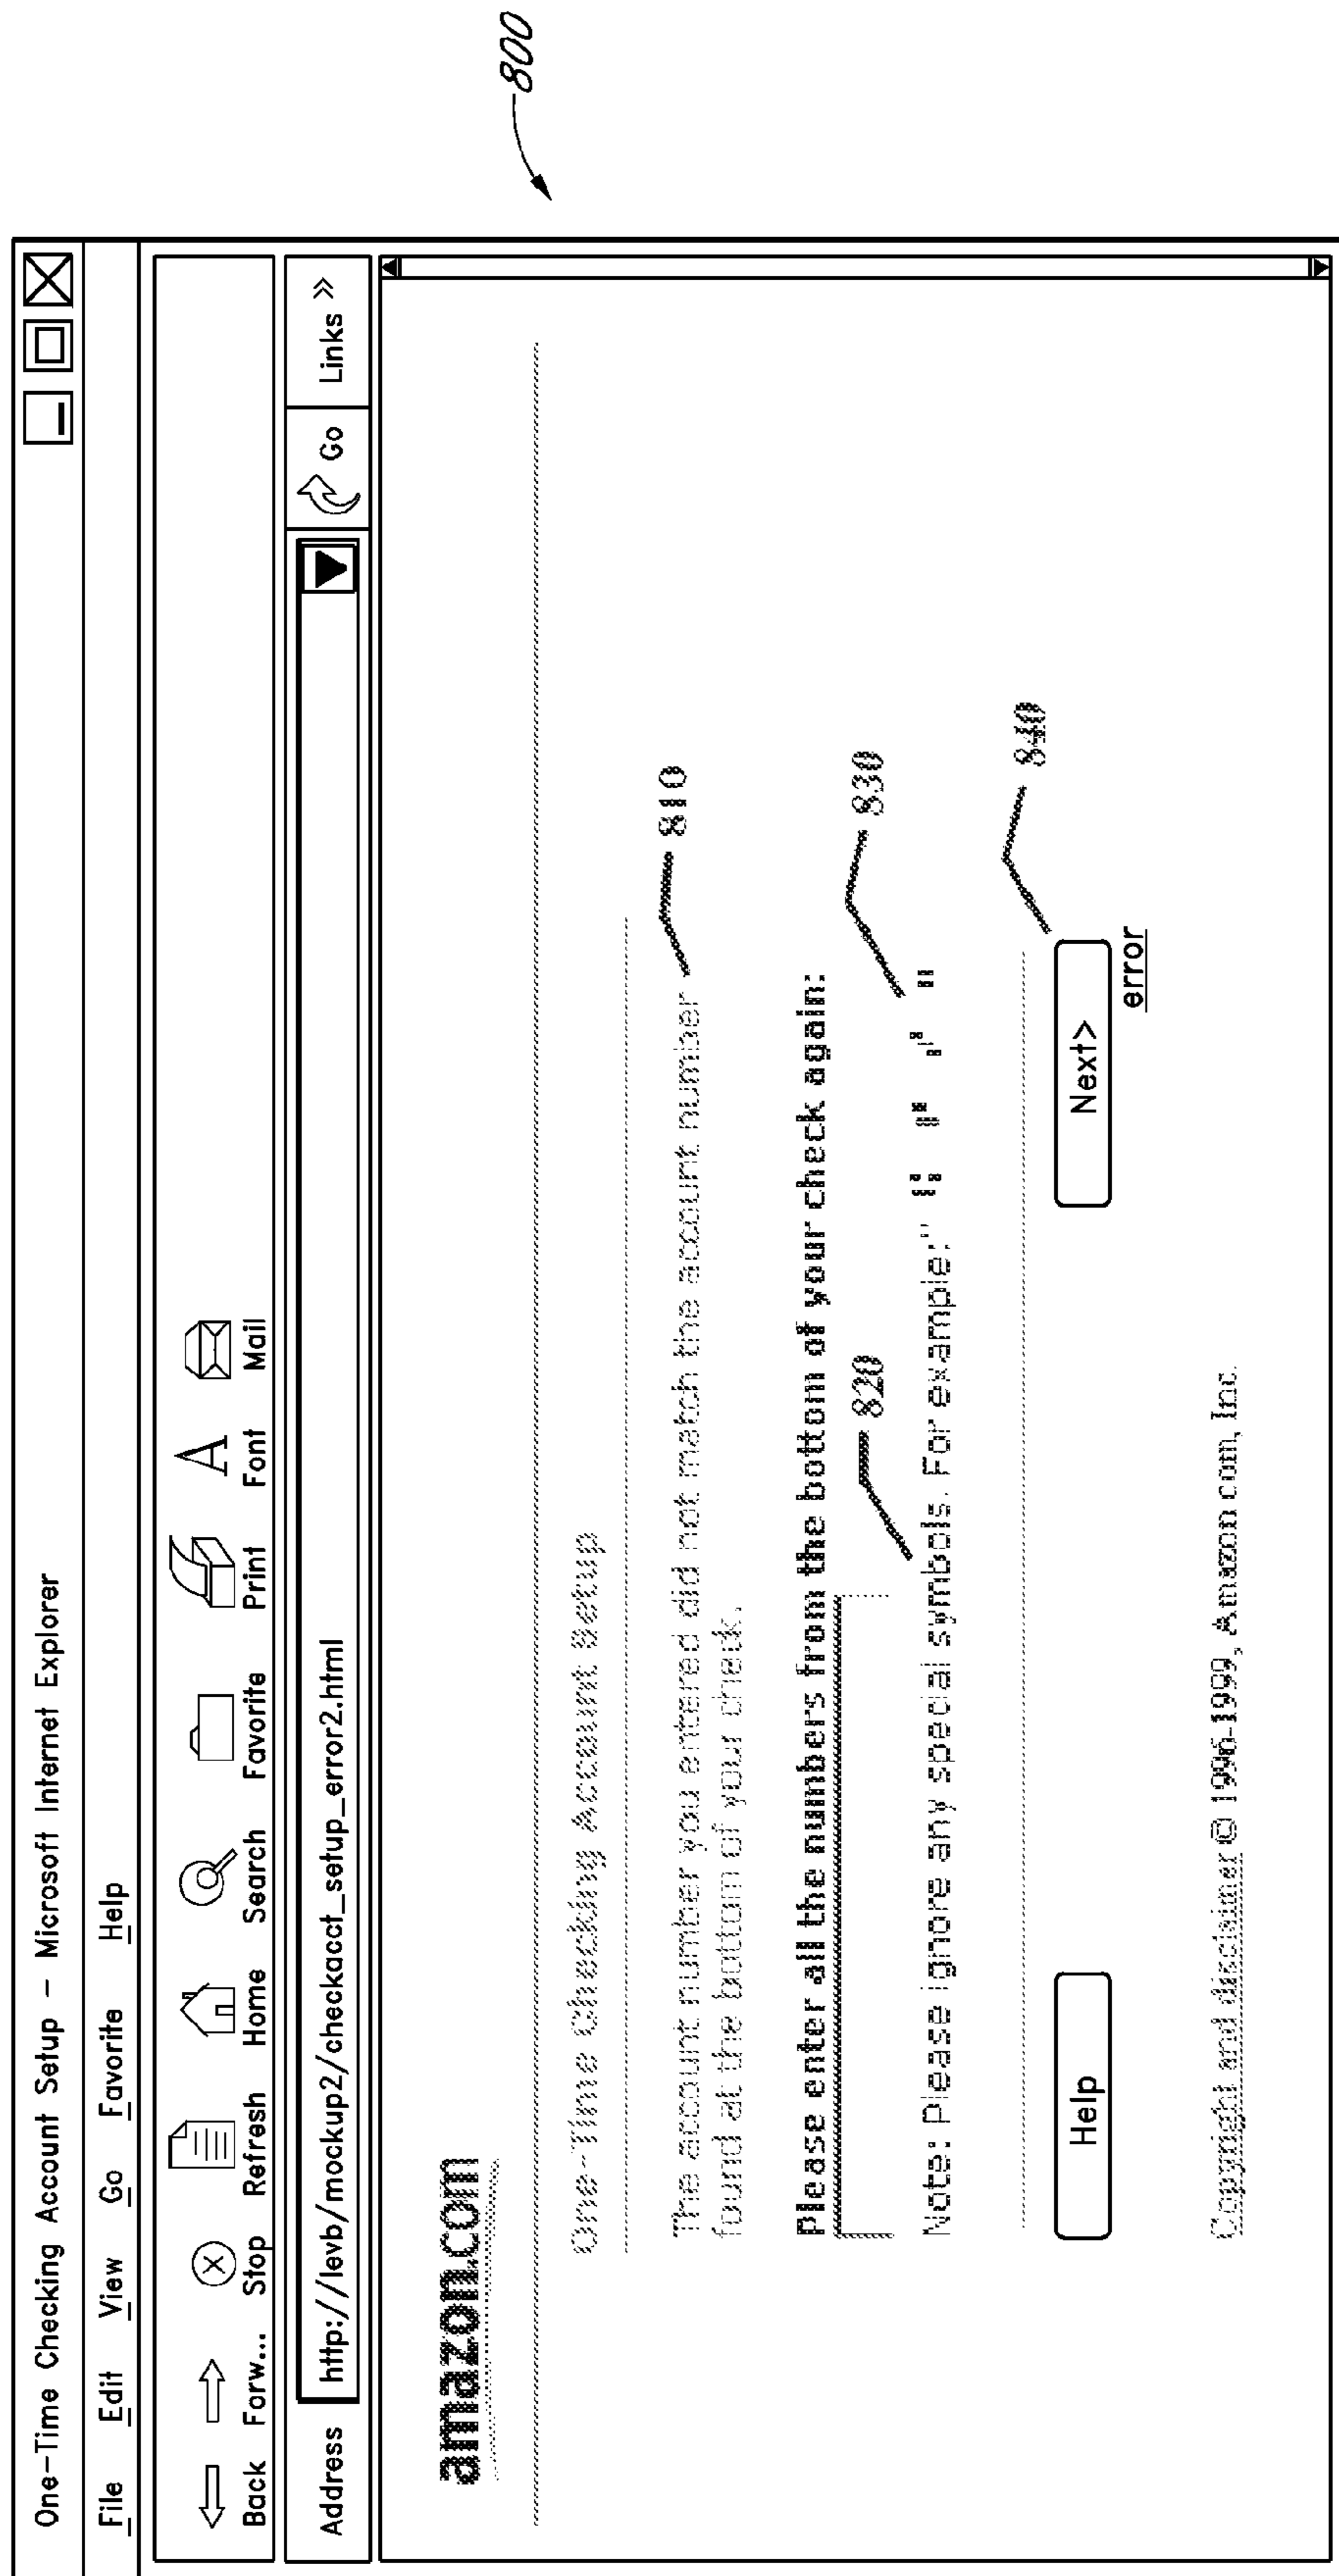 800
One-Time Checking Account Setup - Microsoft Internet Explorer
File Edit View Go Favorite Help
Back Forw... Stop Refresh Home Search Favorite Print Font Mail
Address http://levb/mockup2/checkacct_setup_error2.html Go Links »
amazon.com
One-Time Checking Account Setup
The account number you entered did not match the account number 810
found at the bottom of your check.
Please enter all the numbers from the bottom of your check again:
820 830
Note: Please ignore any special symbols. For example:"
840
Help Next>
error
Copyright and disclaimer © 1996-1999, Amazon com, Inc.